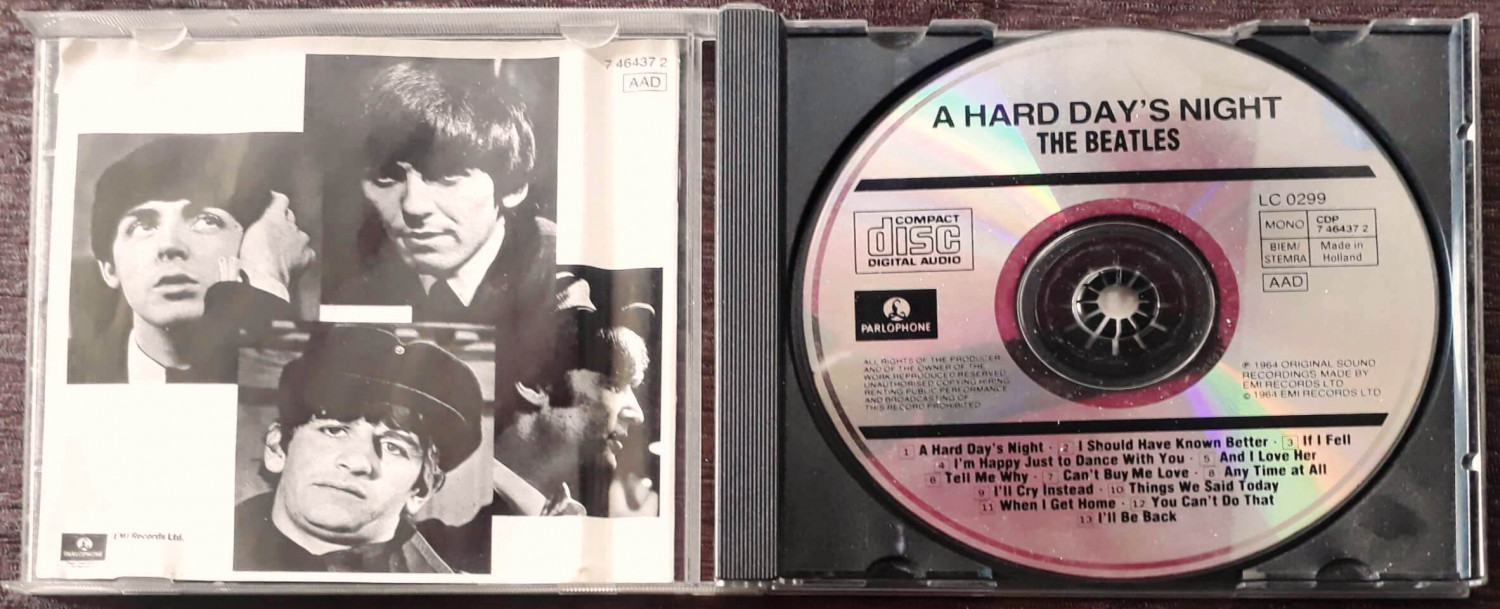 7 46437 2
AAD
PARLOPHONE
EMI Records Ltd.
A HARD DAY'S NIGHT
THE BEATLES
COMPACT
disc
DIGITAL AUDIO
LC 0299
MONO CDP 7 46437 2
BIEM/STEMRA Made in Holland
AAD
PARLOPHONE
ALL RIGHTS OF THE PRODUCER
AND OF THE OWNER OF THE
WORK REPRODUCED RESERVED
UNAUTHORISED COPYING HIRING
RENTING PUBLIC PERFORMANCE
AND BROADCASTING OF
THIS RECORD PROHIBITED
℗ 1964 ORIGINAL SOUND
RECORDINGS MADE BY
EMI RECORDS LTD
© 1964 EMI RECORDS LTD
1 A Hard Day's Night · 2 I Should Have Known Better · 3 If I Fell
4 I'm Happy Just to Dance With You · 5 And I Love Her
6 Tell Me Why · 7 Can't Buy Me Love · 8 Any Time at All
9 I'll Cry Instead · 10 Things We Said Today
11 When I Get Home · 12 You Can't Do That
13 I'll Be Back